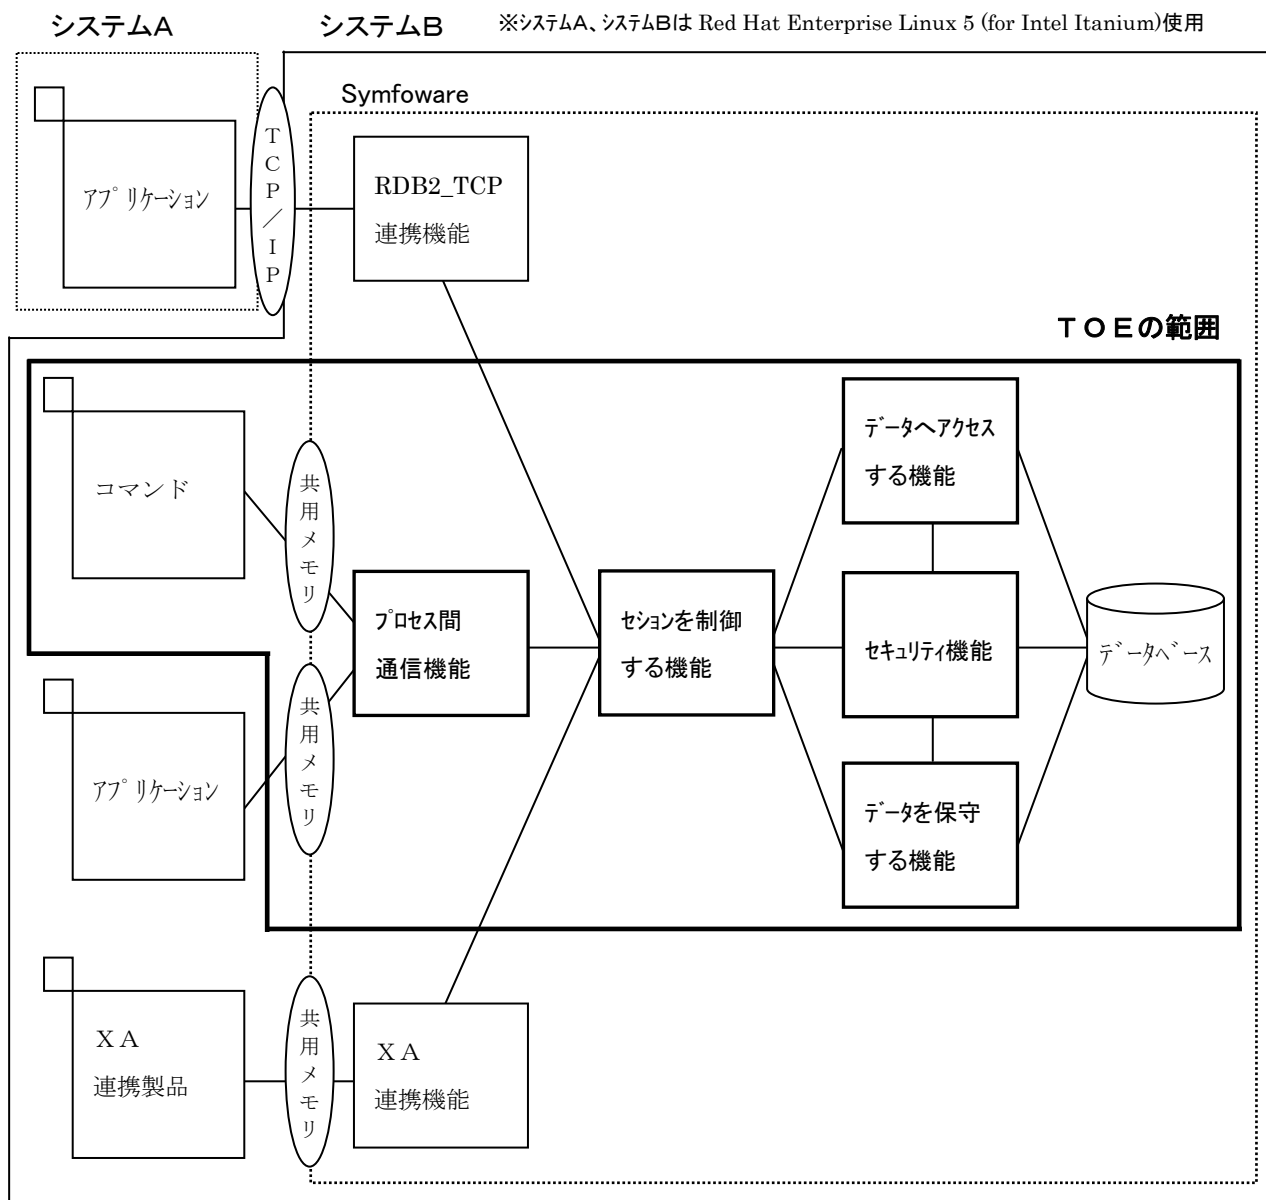 システムA
システムB
※ｼｽﾃﾑA、ｼｽﾃﾑBは Red Hat Enterprise Linux 5 (for Intel Itanium)使用
Symfoware
ｱﾌﾟﾘｹｰｼｮﾝ
TCP／IP
RDB2_TCP
連携機能
ＴＯＥの範囲
コマンド
共用メモリ
ﾌﾟﾛｾｽ間
通信機能
ｾｼｮﾝを制御
する機能
ﾃﾞｰﾀへｱｸｾｽ
する機能
ｾｷｭﾘﾃｨ機能
ﾃﾞｰﾀﾍﾞｰｽ
ﾃﾞｰﾀを保守
する機能
ｱﾌﾟﾘｹｰｼｮﾝ
共用メモリ
ＸＡ
連携製品
共用メモリ
ＸＡ
連携機能